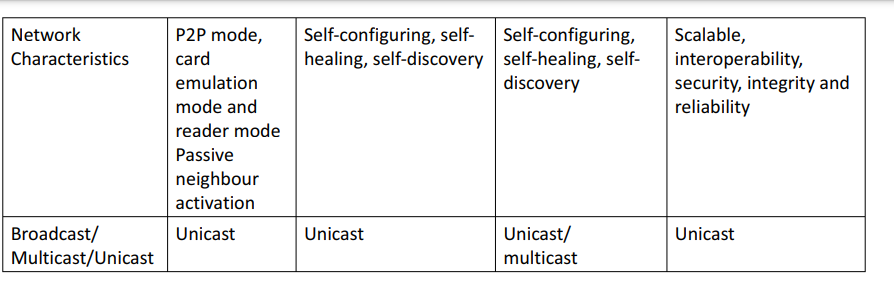 Network
Characteristics
P2P mode,
card
emulation
mode and
reader mode
Passive
neighbour
activation
Self-configuring, self-
healing, self-discovery
Self-configuring,
self-healing, self-
discovery
Scalable,
interoperability,
security, integrity and
reliability
Broadcast/
Multicast/Unicast
Unicast
Unicast
Unicast/
multicast
Unicast